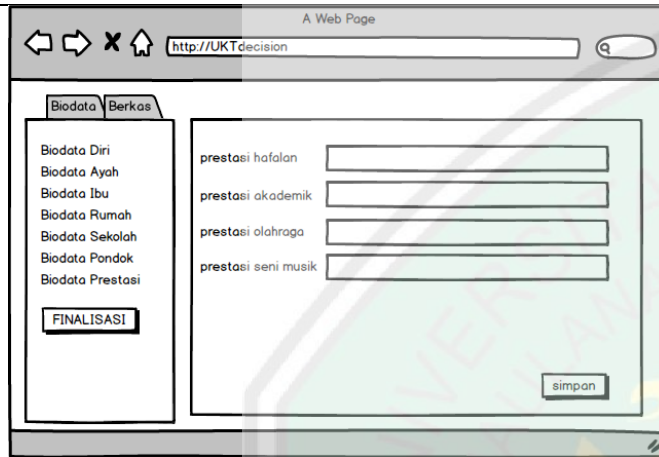 A Web Page
http://UKTdecision
Biodata
Berkas
Biodata Diri
Biodata Ayah
Biodata Ibu
Biodata Rumah
Biodata Sekolah
Biodata Pondok
Biodata Prestasi
FINALISASI
prestasi hafalan
prestasi akademik
prestasi olahraga
prestasi seni musik
simpan